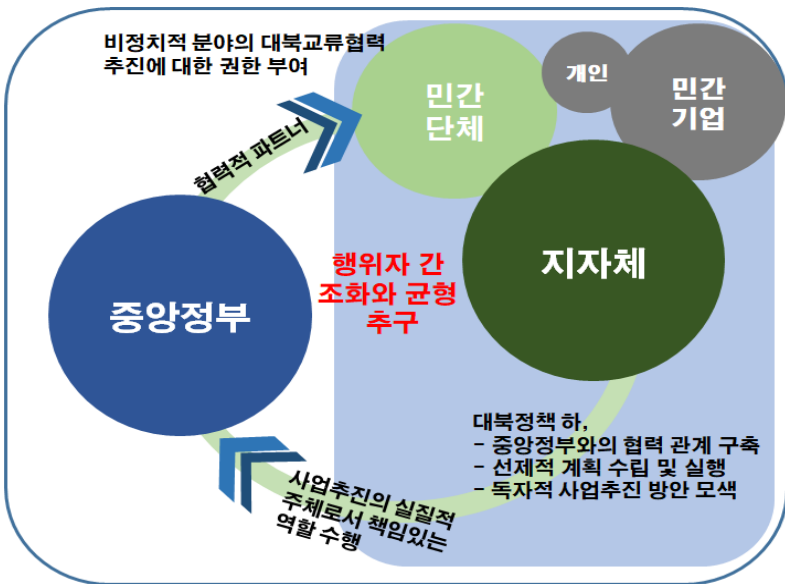 비정치적 분야의 대북교류협력
추진에 대한 권한 부여
협력적 파트너
민간
단체
개인
민간
기업
지자체
중앙정부
행위자 간
조화와 균형
추구
대북정책 하,
- 중앙정부와의 협력 관계 구축
- 선제적 계획 수립 및 실행
- 독자적 사업추진 방안 모색
사업추진의 실질적
주체로서 책임있는
역할 수행